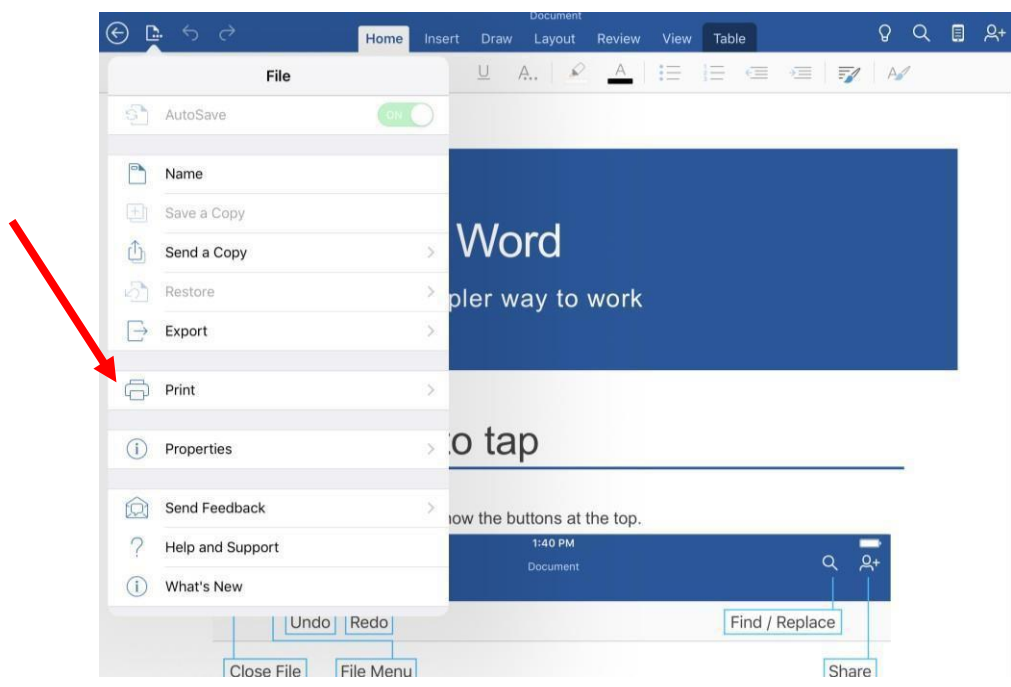 Document
Home Insert Draw Layout Review View Table
File
U A.. A
AutoSave ON
Name
Save a Copy
Send a Copy
Restore
Export
Print
Properties
Send Feedback
Help and Support
What's New
Word
pler way to work
o tap
now the buttons at the top.
1:40 PM
Document
Undo Redo Find / Replace
Close File File Menu Share